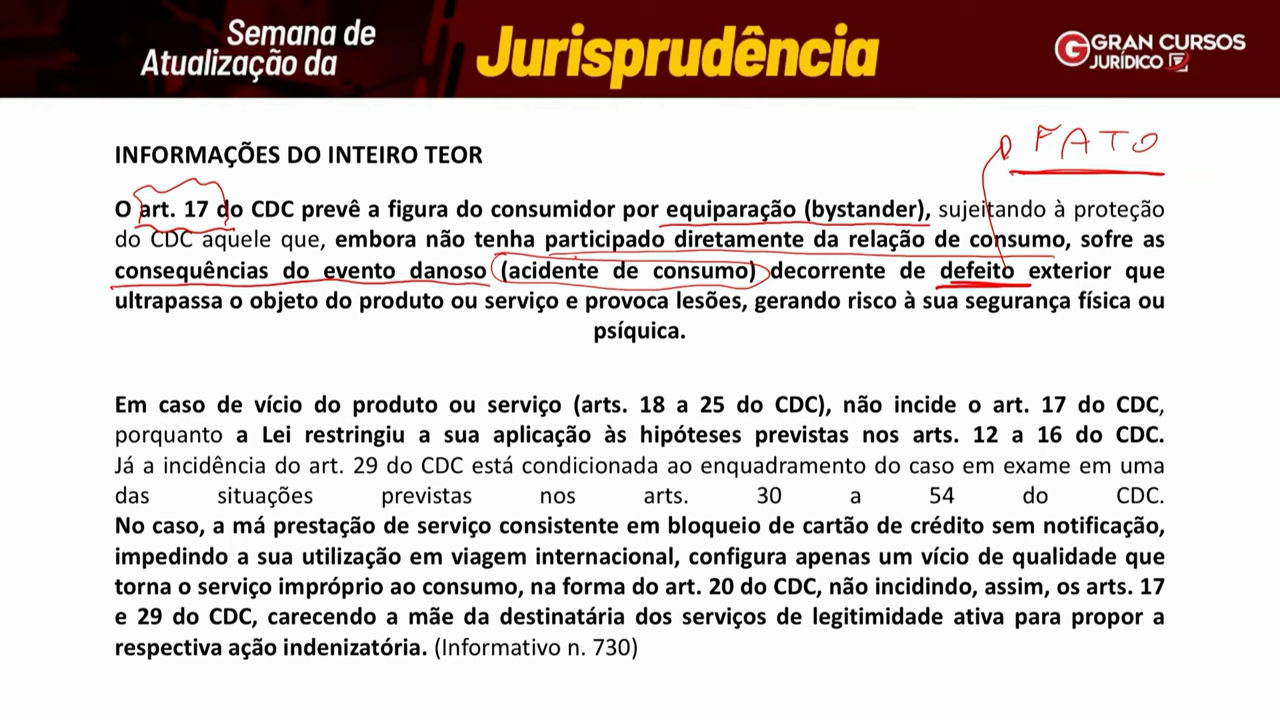 Semana de
Atualização da
Jurisprudência
GRAN CURSOS
JURÍDICO
FATO
INFORMAÇÕES DO INTEIRO TEOR
O art. 17 do CDC prevê a figura do consumidor por equiparação (bystander), sujeitando à proteção
do CDC aquele que, embora não tenha participado diretamente da relação de consumo, sofre as
consequências do evento danoso (acidente de consumo) decorrente de defeito exterior que
ultrapassa o objeto do produto ou serviço e provoca lesões, gerando risco à sua segurança física ou
psíquica.
Em caso de vício do produto ou serviço (arts. 18 a 25 do CDC), não incide o art. 17 do CDC,
porquanto a Lei restringiu a sua aplicação às hipóteses previstas nos arts. 12 a 16 do CDC.
Já a incidência do art. 29 do CDC está condicionada ao enquadramento do caso em exame em uma
das situações previstas nos arts. 30 a 54 do CDC.
No caso, a má prestação de serviço consistente em bloqueio de cartão de crédito sem notificação,
impedindo a sua utilização em viagem internacional, configura apenas um vício de qualidade que
torna o serviço impróprio ao consumo, na forma do art. 20 do CDC, não incidindo, assim, os arts. 17
e 29 do CDC, carecendo a mãe da destinatária dos serviços de legitimidade ativa para propor a
respectiva ação indenizatória. (Informativo n. 730)